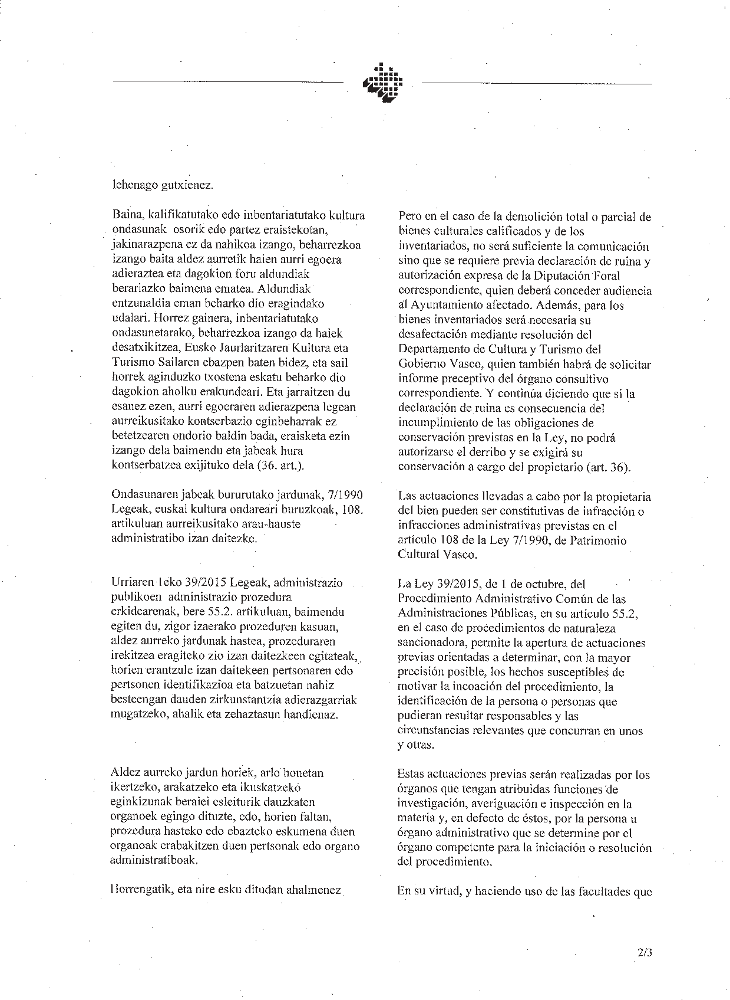 lehenago gutxienez.
Baina, kalifikatutako edo inbentariatutako kultura
ondasunak osorik edo partez eraistekotan,
jakinarazpena ez da nahikoa izango, beharrezkoa
izango baita aldez aurretik haien aurri egoera
adieraztea eta dagokion foru aldundiak
berariazko baimena ematea. Aldundiak
entzunaldia eman beharko dio eragindako
udalari. Horrez gainera, inbentariatutako
ondasunetarako, beharrezkoa izango da haiek
desatxikitzea, Eusko Jaurlaritzaren Kultura eta
Turismo Sailaren ebazpen baten bidez, eta sail
horrek aginduzko txostena eskatu beharko dio
dagokion aholku erakundeari. Eta jarraitzen du
esanez ezen, aurri egoeraren adierazpena legean
aurreikusitako kontserbazio eginbeharrak ez
betetzearen ondorio baldin bada, eraisketa ezin
izango dela baimendu eta jabeak hura
kontserbatzea exijituko dela (36. art.).
Ondasunaren jabeak bururutako jardunak, 7/1990
Legeak, euskal kultura ondareari buruzkoak, 108.
artikuluan aurreikusitako arau-hauste
administratibo izan daitezke.
Urriaren 1eko 39/2015 Legeak, administrazio
publikoen administrazio prozedura
erkidearenak, bere 55.2. artikuluan, baimendu
egiten du, zigor izaerako prozeduren kasuan,
aldez aurreko jardunak hastea, prozeduraren
irekitzea eragiteko zio izan daitezkeen egitateak,
horien erantzule izan daitekeen pertsonaren edo
pertsonen identifikazioa eta batzuetan nahiz
besteengan dauden zirkunstantzia adierazgarriak
mugatzeko, ahalik eta zehaztasun handienaz.
Aldez aurreko jardun horiek, arlo honetan
ikertzeko, arakatzeko eta ikuskatzeko
eginkizunak beraiei esleiturik dauzkaten
organoek egingo dituzte, edo, horien faltan,
prozedura hasteko edo ebazteko eskumena duen
organoak erabakitzen duen pertsonak edo organo
administratiboak.
Horrengatik, eta nire esku ditudan ahalmenez
Pero en el caso de la demolición total o parcial de
bienes culturales calificados y de los
inventariados, no será suficiente la comunicación
sino que se requiere previa declaración de ruina y
autorización expresa de la Diputación Foral
correspondiente, quien deberá conceder audiencia
al Ayuntamiento afectado. Además, para los
bienes inventariados será necesaria su
desafectación mediante resolución del
Departamento de Cultura y Turismo del
Gobierno Vasco, quien también habrá de solicitar
informe preceptivo del órgano consultivo
correspondiente. Y continúa diciendo que si la
declaración de ruina es consecuencia del
incumplimiento de las obligaciones de
conservación previstas en la Ley, no podrá
autorizarse el derribo y se exigirá su
conservación a cargo del propietario (art. 36).
Las actuaciones llevadas a cabo por la propietaria
del bien pueden ser constitutivas de infracción o
infracciones administrativas previstas en el
artículo 108 de la Ley 7/1990, de Patrimonio
Cultural Vasco.
La Ley 39/2015, de 1 de octubre, del
Procedimiento Administrativo Común de las
Administraciones Públicas, en su artículo 55.2,
en el caso de procedimientos de naturaleza
sancionadora, permite la apertura de actuaciones
previas orientadas a determinar, con la mayor
precisión posible, los hechos susceptibles de
motivar la incoación del procedimiento, la
identificación de la persona o personas que
pudieran resultar responsables y las
circunstancias relevantes que concurran en unos
y otras.
Estas actuaciones previas serán realizadas por los
órganos que tengan atribuidas funciones de
investigación, averiguación e inspección en la
materia y, en defecto de éstos, por la persona u
órgano administrativo que se determine por el
órgano competente para la iniciación o resolución
del procedimiento.
En su virtud, y haciendo uso de las facultades que
2/3